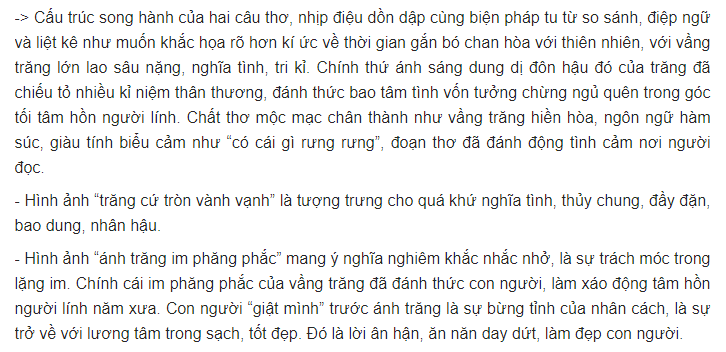 -> Cấu trúc song hành của hai câu thơ, nhịp điệu dồn dập cùng biện pháp tu từ so sánh, điệp ngữ
và liệt kê như muốn khắc họa rõ hơn kí ức về thời gian gắn bó chan hòa với thiên nhiên, với vầng
trăng lớn lao sâu nặng, nghĩa tình, tri kỉ. Chính thứ ánh sáng dung dị đôn hậu đó của trăng đã
chiếu tỏ nhiều kỉ niệm thân thương, đánh thức bao tâm tình vốn tưởng chừng ngủ quên trong góc
tối tâm hồn người lính. Chất thơ mộc mạc chân thành như vầng trăng hiền hòa, ngôn ngữ hàm
súc, giàu tính biểu cảm như “có cái gì rưng rưng”, đoạn thơ đã đánh động tình cảm nơi người
đọc.
- Hình ảnh “trăng cứ tròn vành vạnh” là tượng trưng cho quá khứ nghĩa tình, thủy chung, đầy đặn,
bao dung, nhân hậu.
- Hình ảnh “ánh trăng im phăng phắc” mang ý nghĩa nghiêm khắc nhắc nhở, là sự trách móc trong
lặng im. Chính cái im phăng phắc của vầng trăng đã đánh thức con người, làm xáo động tâm hồn
người lính năm xưa. Con người “giật mình” trước ánh trăng là sự bừng tỉnh của nhân cách, là sự
trở về với lương tâm trong sạch, tốt đẹp. Đó là lời ân hận, ăn năn day dứt, làm đẹp con người.